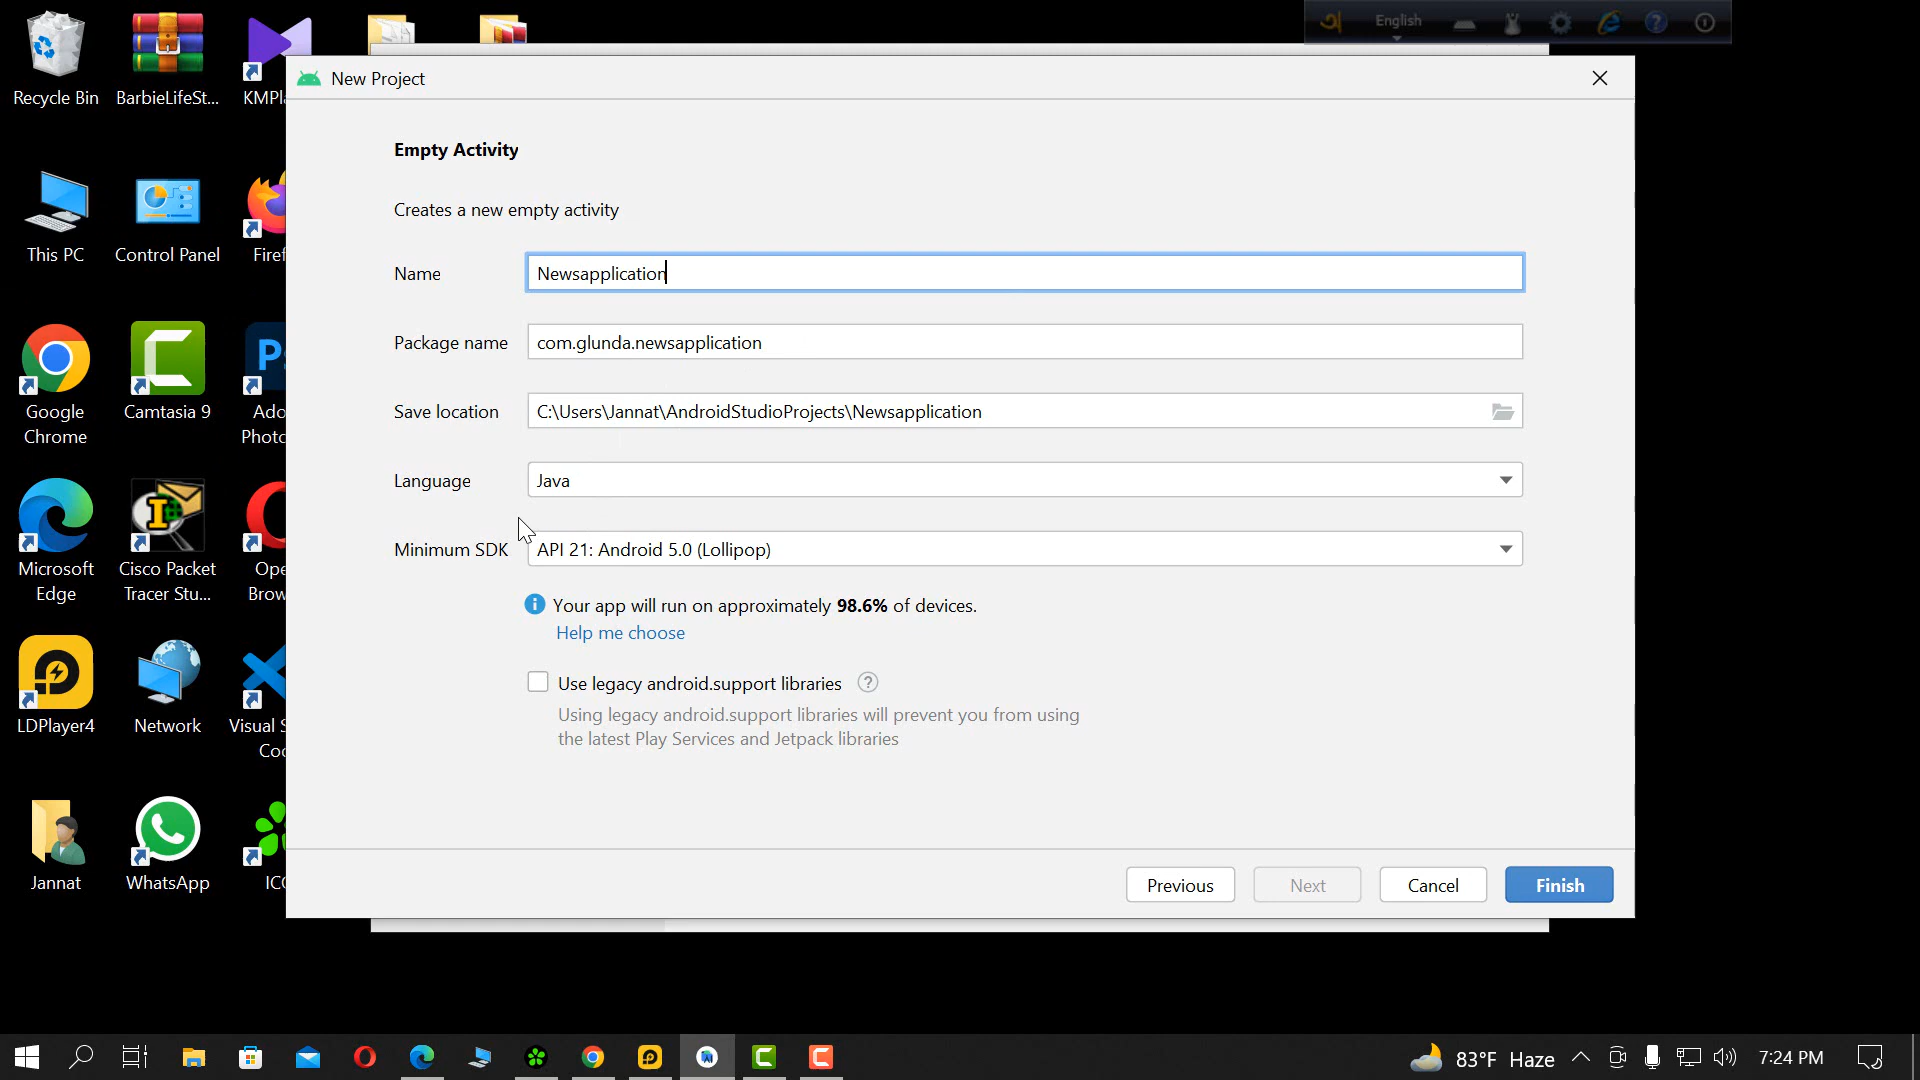 English
New Project
Recycle Bin
BarbieLifeSt...
KMPl
Empty Activity
Creates a new empty activity
This PC
Control Panel
Firef
Name
Newsapplication
Package name
com.glunda.newsapplication
Save location
C:\Users\Jannat\AndroidStudioProjects\Newsapplication
Google
Chrome
Camtasia 9
Ado
Photo
Language
Java
Minimum SDK
API 21: Android 5.0 (Lollipop)
Microsoft
Edge
Cisco Packet
Tracer Stu...
Ope
Brow
Your app will run on approximately 98.6% of devices.
Help me choose
Use legacy android.support libraries
Using legacy android.support libraries will prevent you from using
the latest Play Services and Jetpack libraries
LDPlayer4
Network
Visual S
Coc
Jannat
WhatsApp
ICC
Previous
Next
Cancel
Finish
83°F Haze
7:24 PM